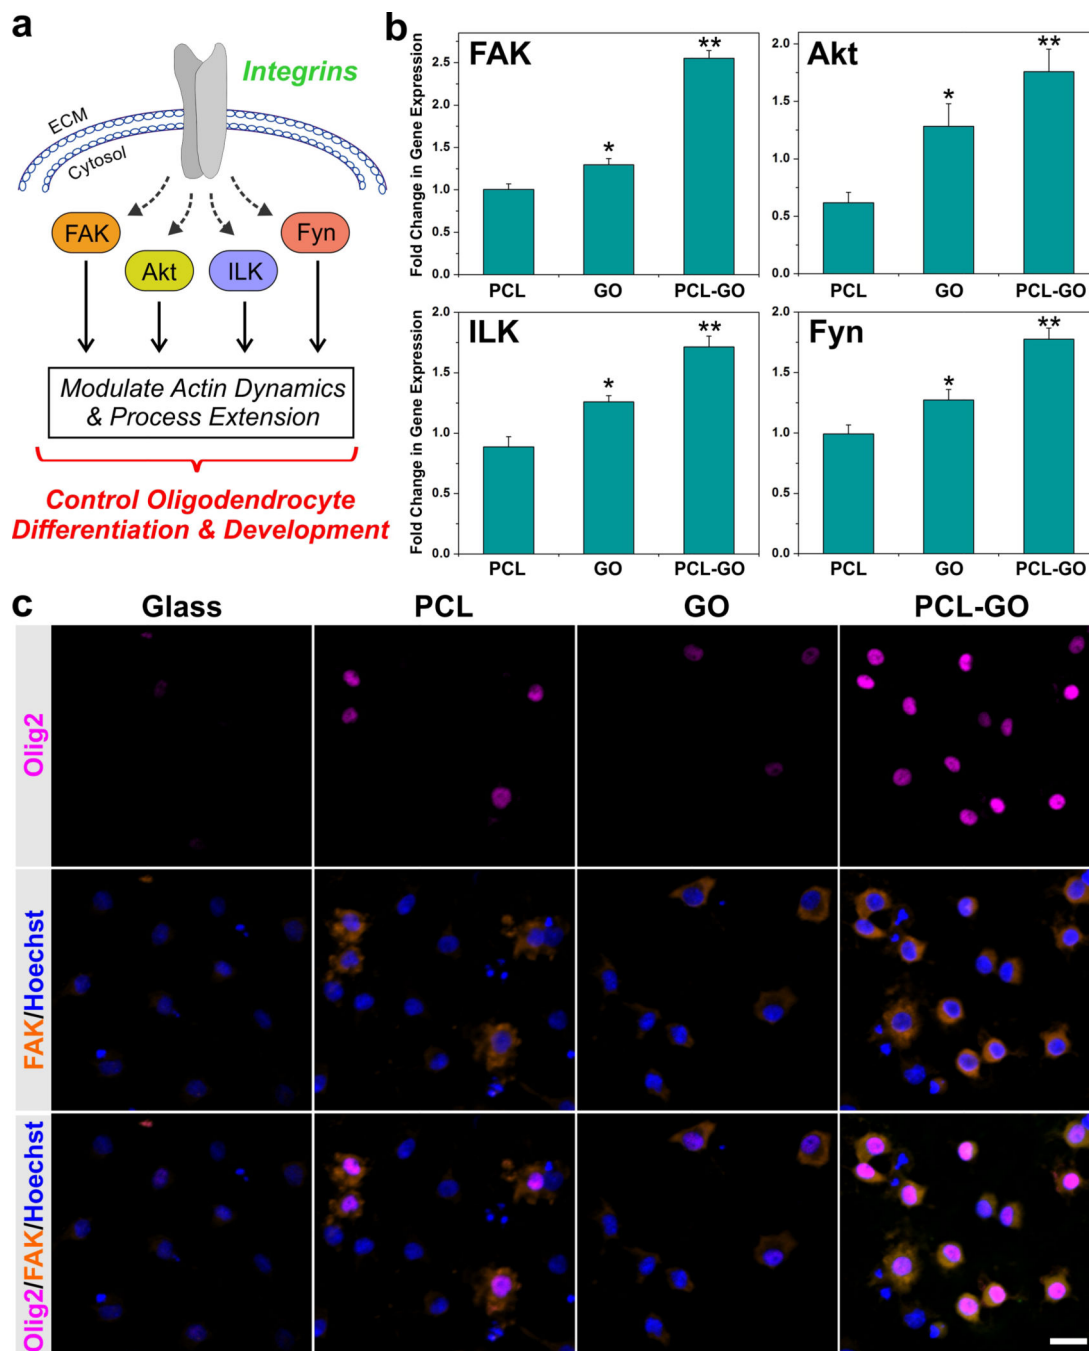 a
Integrins
ECM
Cytosol
FAK
Fyn
Akt
ILK
Modulate Actin Dynamics
& Process Extension
Control Oligodendrocyte
Differentiation & Development
b
Fold Change in Gene Expression
FAK
2.5
2.0
1.5
1.0
0.5
0.0
*
**
PCL
GO
PCL-GO
Akt
2.0
1.5
1.0
0.5
0.0
*
**
PCL
GO
PCL-GO
Fold Change in Gene Expression
ILK
2.0
1.5
1.0
0.5
0.0
*
**
PCL
GO
PCL-GO
Fyn
2.0
1.5
1.0
0.5
0.0
*
**
PCL
GO
PCL-GO
c
Glass
PCL
GO
PCL-GO
Olig2
FAK/Hoechst
Olig2/FAK/Hoechst